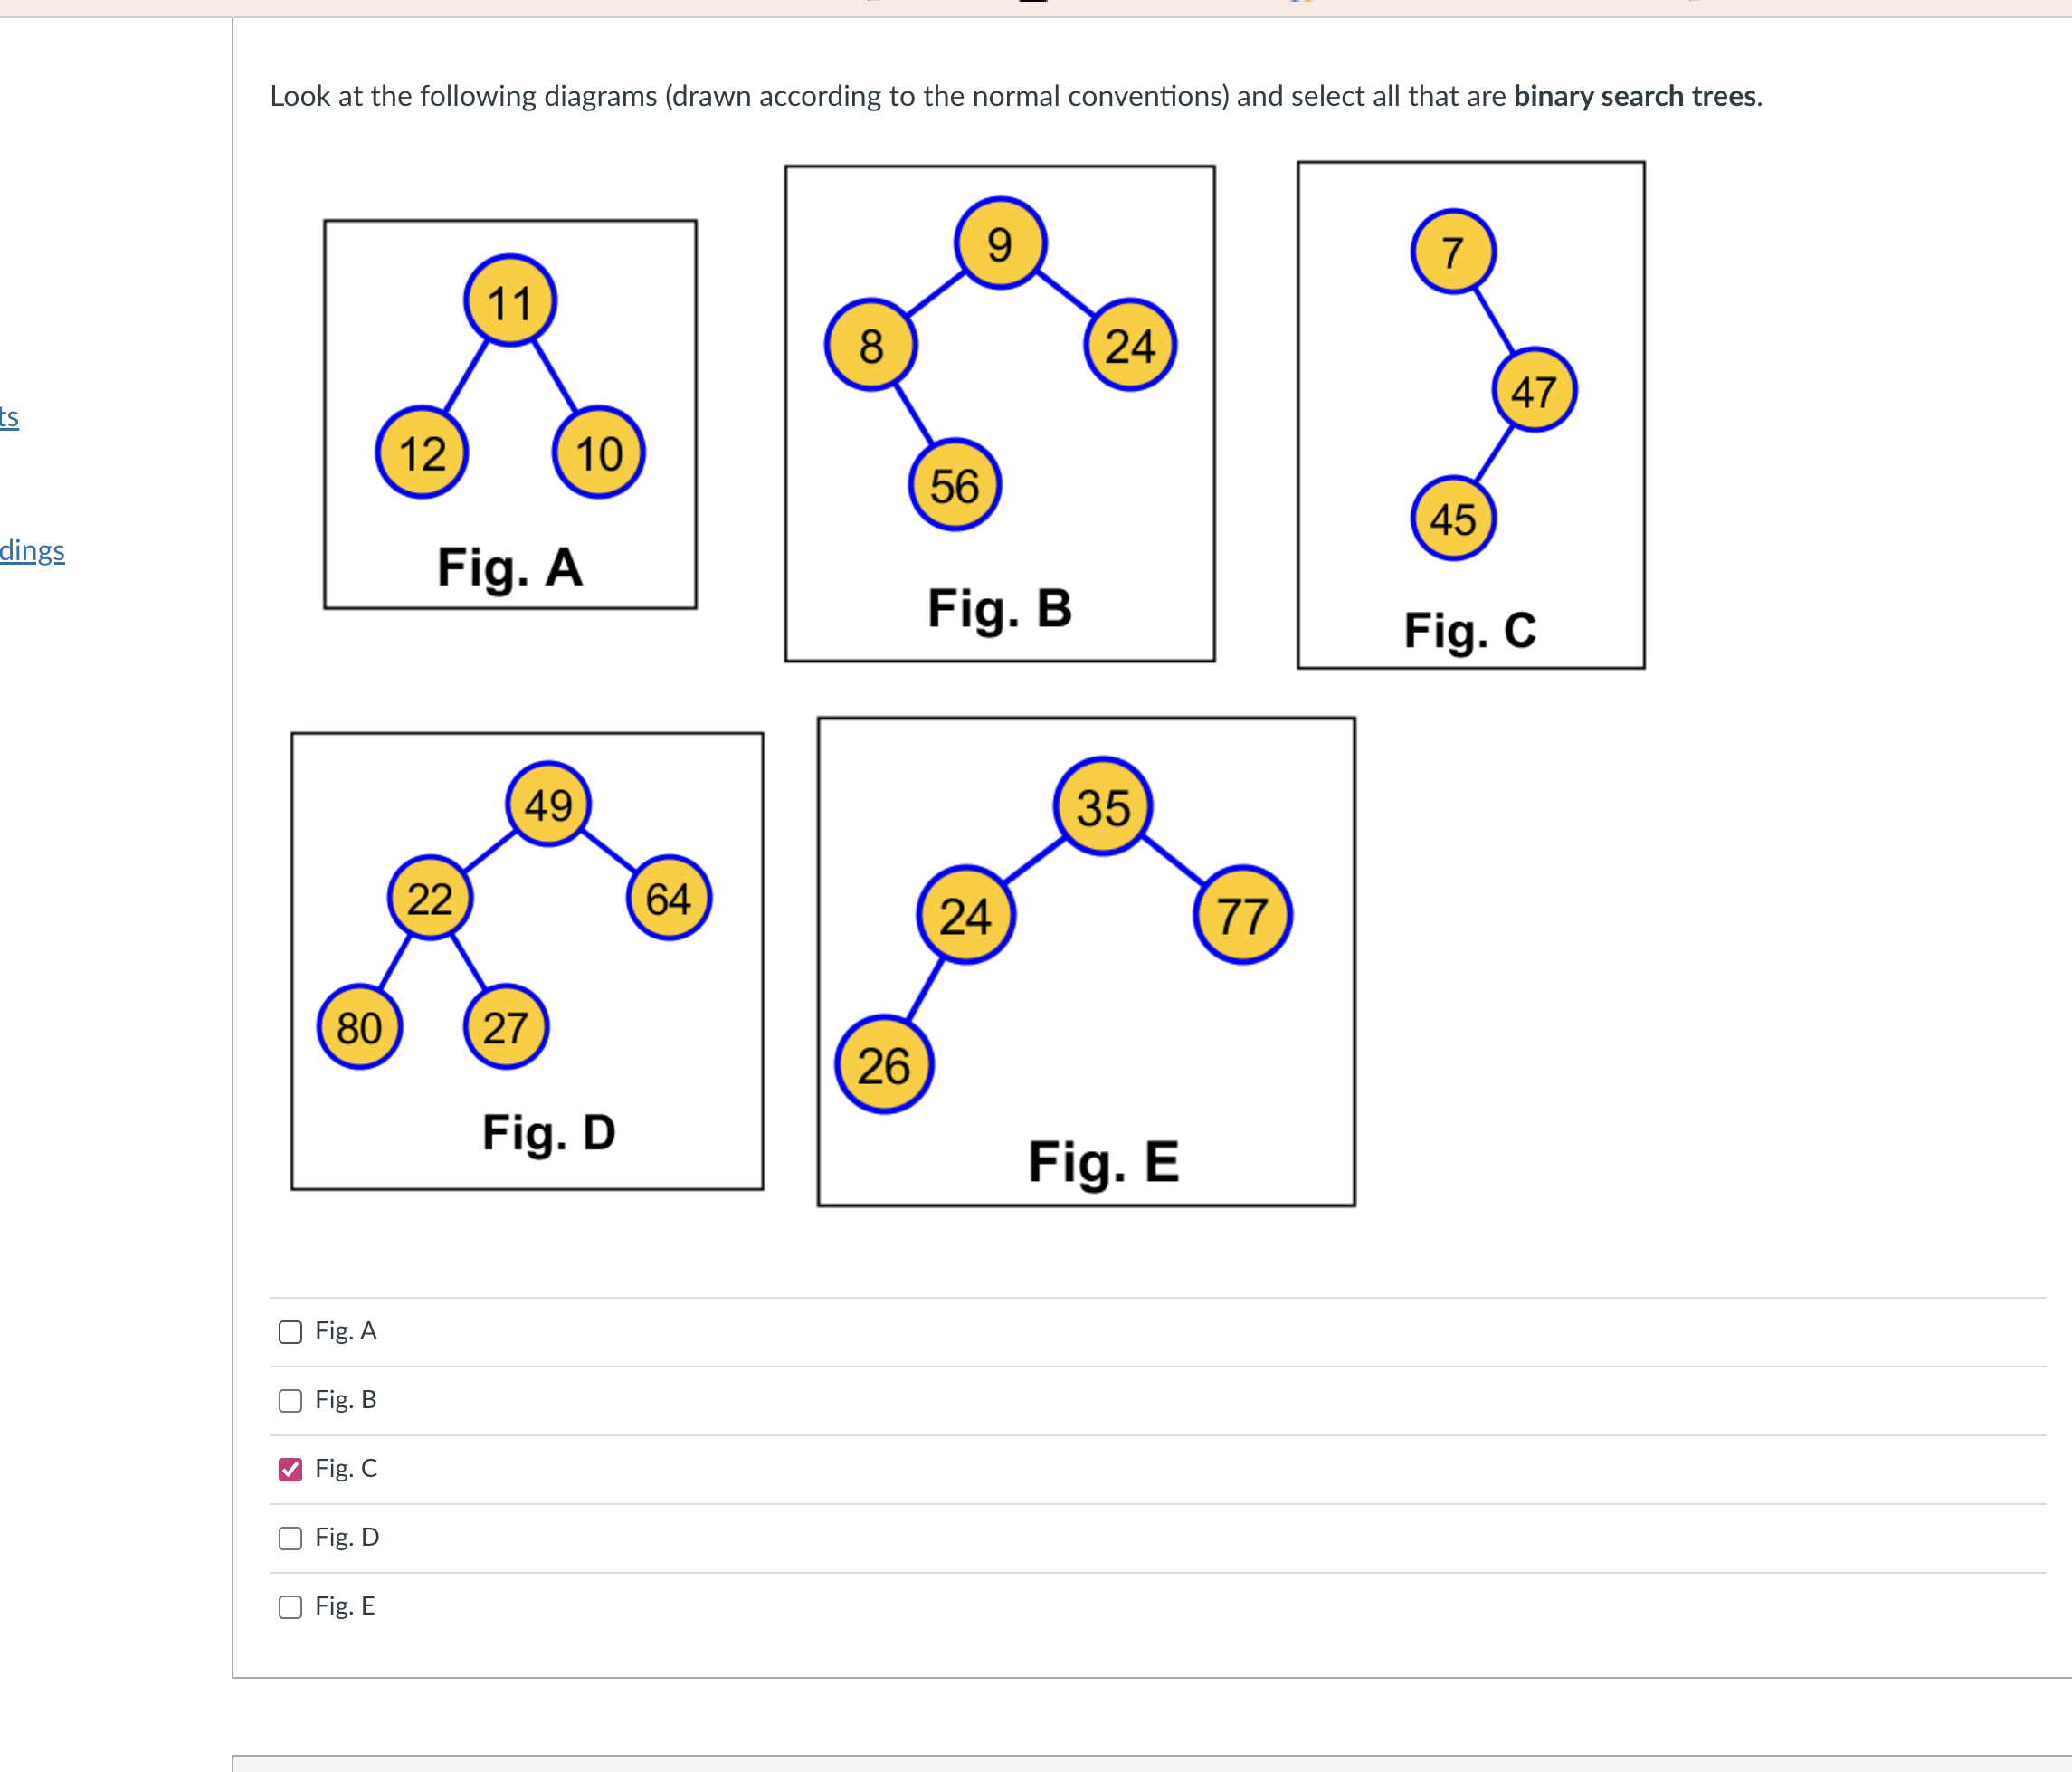 Look at the following diagrams (drawn according to the normal conventions) and select all that are binary search trees.
11
12 10
Fig. A
9
8 24
56
Fig. B
7
47
45
Fig. C
ts
dings
49
22 64
80 27
Fig. D
35
24 77
26
Fig. E
Fig. A
Fig. B
Fig. C
Fig. D
Fig. E